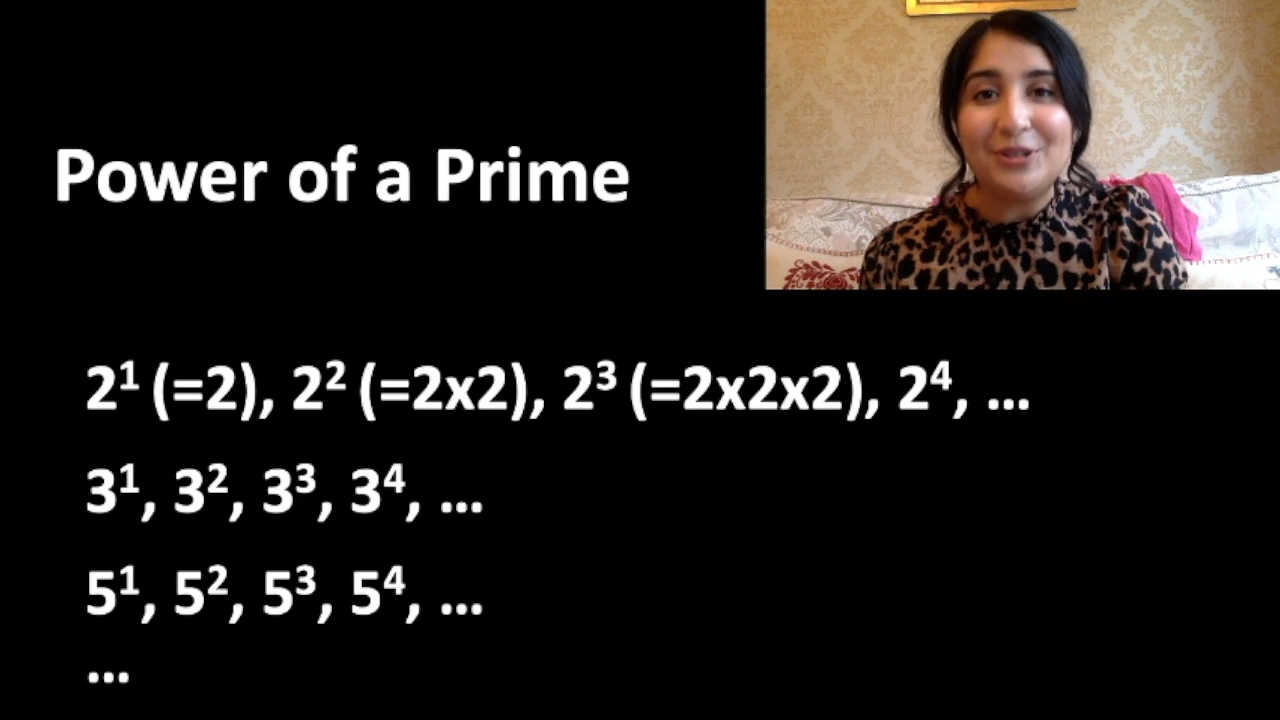 Power of a Prime
2¹ (=2), 2² (=2x2), 2³ (=2x2x2), 2⁴, ...
3¹, 3², 3³, 3⁴, ...
5¹, 5², 5³, 5⁴, ...
...